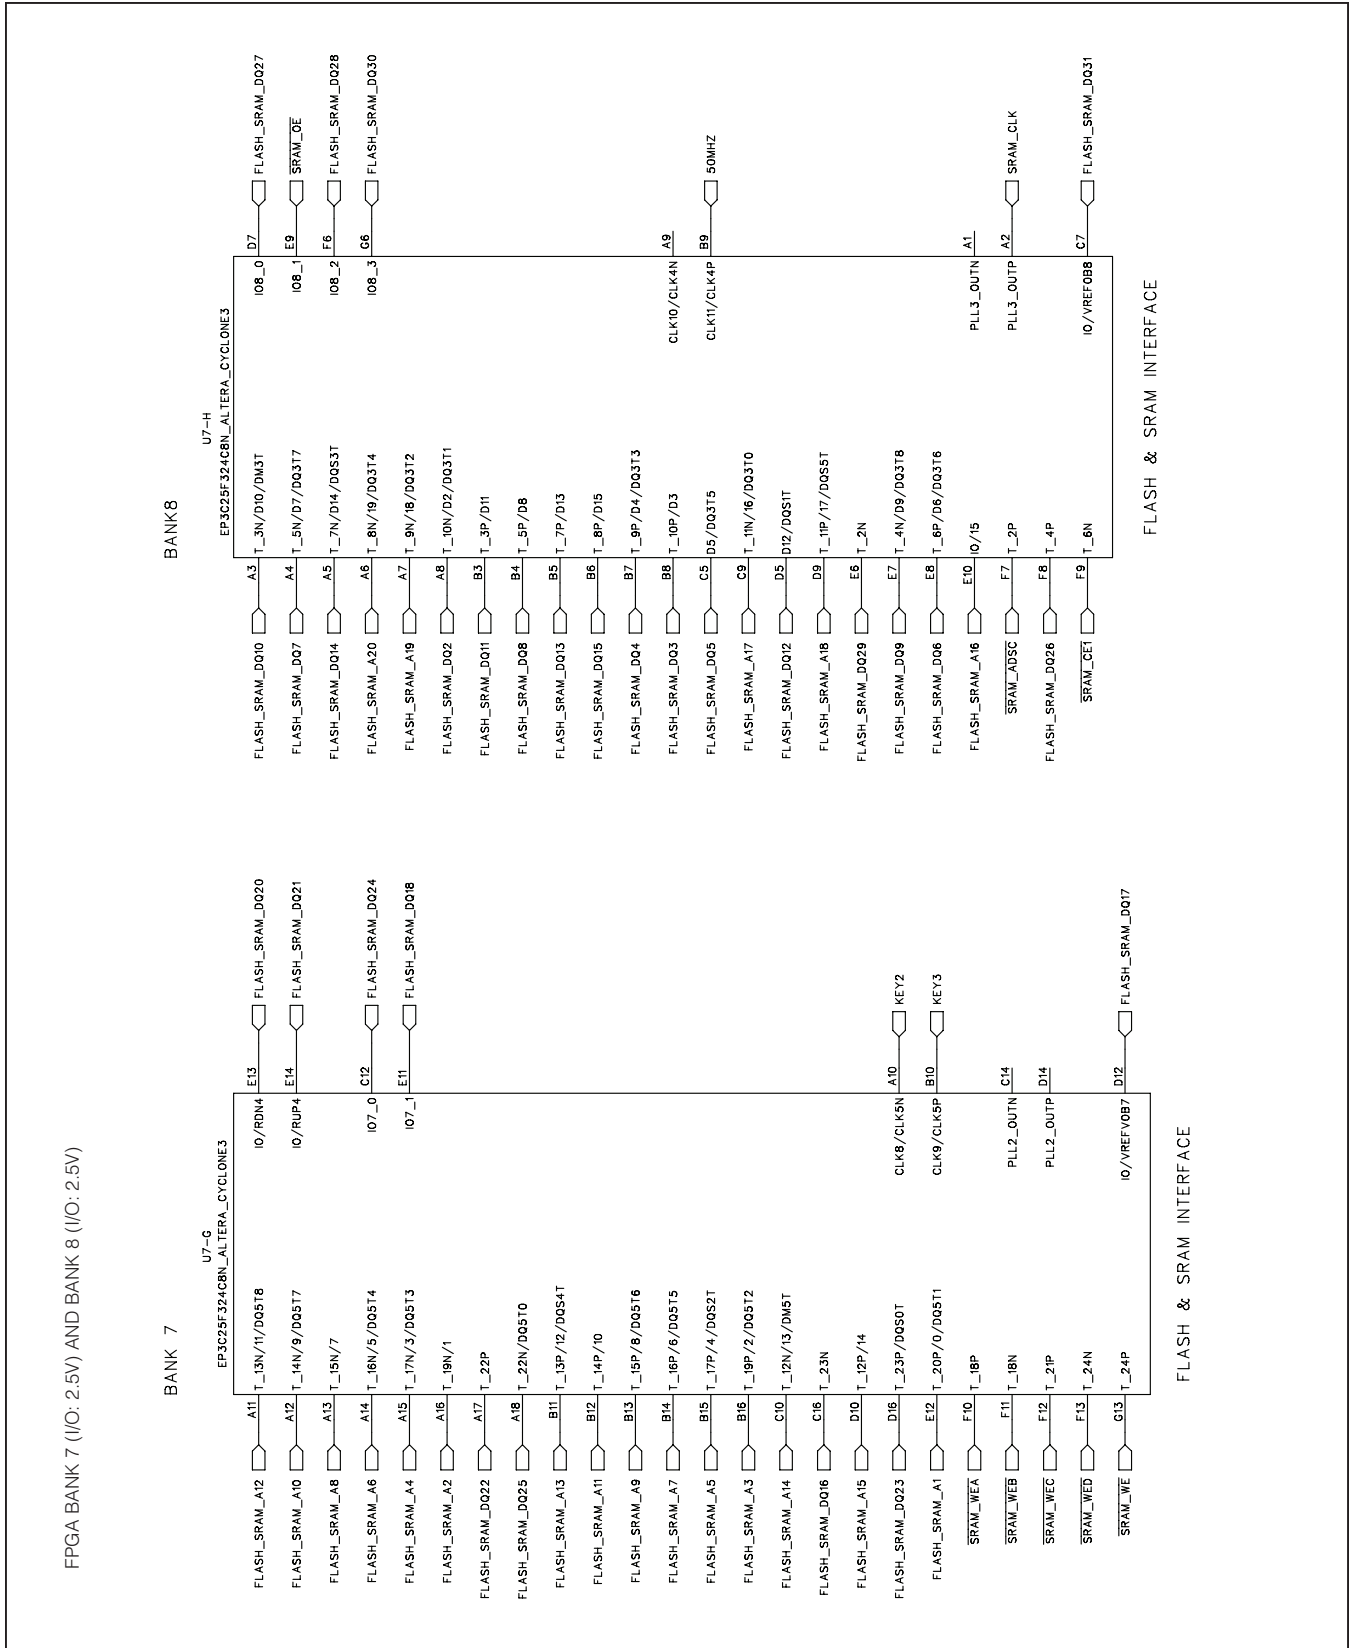 FPGA BANK 7 (I/O: 2.5V) AND BANK 8 (I/O: 2.5V)
BANK 7
U7-G
EP3C25F324C8N_ALTERA_CYCLONE3
FLASH_SRAM_A12 A11 T_13N/11/DQ5T8
FLASH_SRAM_A10 A12 T_14N/9/DQ5T7
FLASH_SRAM_A8 A13 T_15N/7
FLASH_SRAM_A6 A14 T_16N/5/DQ5T4
FLASH_SRAM_A4 A15 T_17N/3/DQ5T3
FLASH_SRAM_A2 A16 T_19N/1
FLASH_SRAM_DQ22 A17 T_22P
FLASH_SRAM_DQ25 A18 T_22N/DQ5T0
FLASH_SRAM_A13 B11 T_13P/12/DQS4T
FLASH_SRAM_A11 B12 T_14P/10
FLASH_SRAM_A9 B13 T_15P/8/DQ5T6
FLASH_SRAM_A7 B14 T_16P/6/DQ5T5
FLASH_SRAM_A5 B15 T_17P/4/DQS2T
FLASH_SRAM_A3 B16 T_19P/2/DQ5T2
FLASH_SRAM_A14 C10 T_12N/13/DM5T
FLASH_SRAM_DQ16 C16 T_23N
FLASH_SRAM_A15 D10 T_12P/14
FLASH_SRAM_DQ23 D16 T_23P/DQS0T
FLASH_SRAM_A1 E12 T_20P/0/DQ5T1
SRAM_WEA F10 T_18P
SRAM_WEB F11 T_18N
SRAM_WEC F12 T_21P
SRAM_WED F13 T_24N
SRAM_WE G13 T_24P
IO/RDN4 E13 FLASH_SRAM_DQ20
IO/RUP4 E14 FLASH_SRAM_DQ21
IO7_0 C12 FLASH_SRAM_DQ24
IO7_1 E11 FLASH_SRAM_DQ18
CLK8/CLK5N A10 KEY2
CLK9/CLK5P B10 KEY3
PLL2_OUTN C14
PLL2_OUTP D14
IO/VREFV0B7 D12 FLASH_SRAM_DQ17
FLASH & SRAM INTERFACE
BANK8
U7-H
EP3C25F324C8N_ALTERA_CYCLONE3
FLASH_SRAM_DQ10 A3 T_3N/D10/DM3T
FLASH_SRAM_DQ7 A4 T_5N/D7/DQ3T7
FLASH_SRAM_DQ14 A5 T_7N/D14/DQS3T
FLASH_SRAM_A20 A6 T_8N/19/DQ3T4
FLASH_SRAM_A19 A7 T_9N/18/DQ3T2
FLASH_SRAM_DQ2 A8 T_10N/D2/DQ3T1
FLASH_SRAM_DQ11 B3 T_3P/D11
FLASH_SRAM_DQ8 B4 T_5P/D8
FLASH_SRAM_DQ13 B5 T_7P/D13
FLASH_SRAM_DQ15 B6 T_8P/D15
FLASH_SRAM_DQ4 B7 T_9P/D4/DQ3T3
FLASH_SRAM_DQ3 B8 T_10P/D3
FLASH_SRAM_DQ5 C5 D5/DQ3T5
FLASH_SRAM_A17 C9 T_11N/16/DQ3T0
FLASH_SRAM_DQ12 D5 D12/DQS1T
FLASH_SRAM_A18 D9 T_11P/17/DQS5T
FLASH_SRAM_DQ29 E6 T_2N
FLASH_SRAM_DQ9 E7 T_4N/D9/DQ3T8
FLASH_SRAM_DQ6 E8 T_6P/D6/DQ3T6
FLASH_SRAM_A16 E10 IO/15
SRAM_ADSC F7 T_2P
FLASH_SRAM_DQ26 F8 T_4P
SRAM_CE1 F9 T_6N
IO8_0 D7 FLASH_SRAM_DQ27
IO8_1 E9 SRAM_OE
IO8_2 F6 FLASH_SRAM_DQ28
IO8_3 G6 FLASH_SRAM_DQ30
CLK10/CLK4N A9
CLK11/CLK4P B9 50MHZ
PLL3_OUTN A1
PLL3_OUTP A2 SRAM_CLK
IO/VREF0B8 C7 FLASH_SRAM_DQ31
FLASH & SRAM INTERFACE